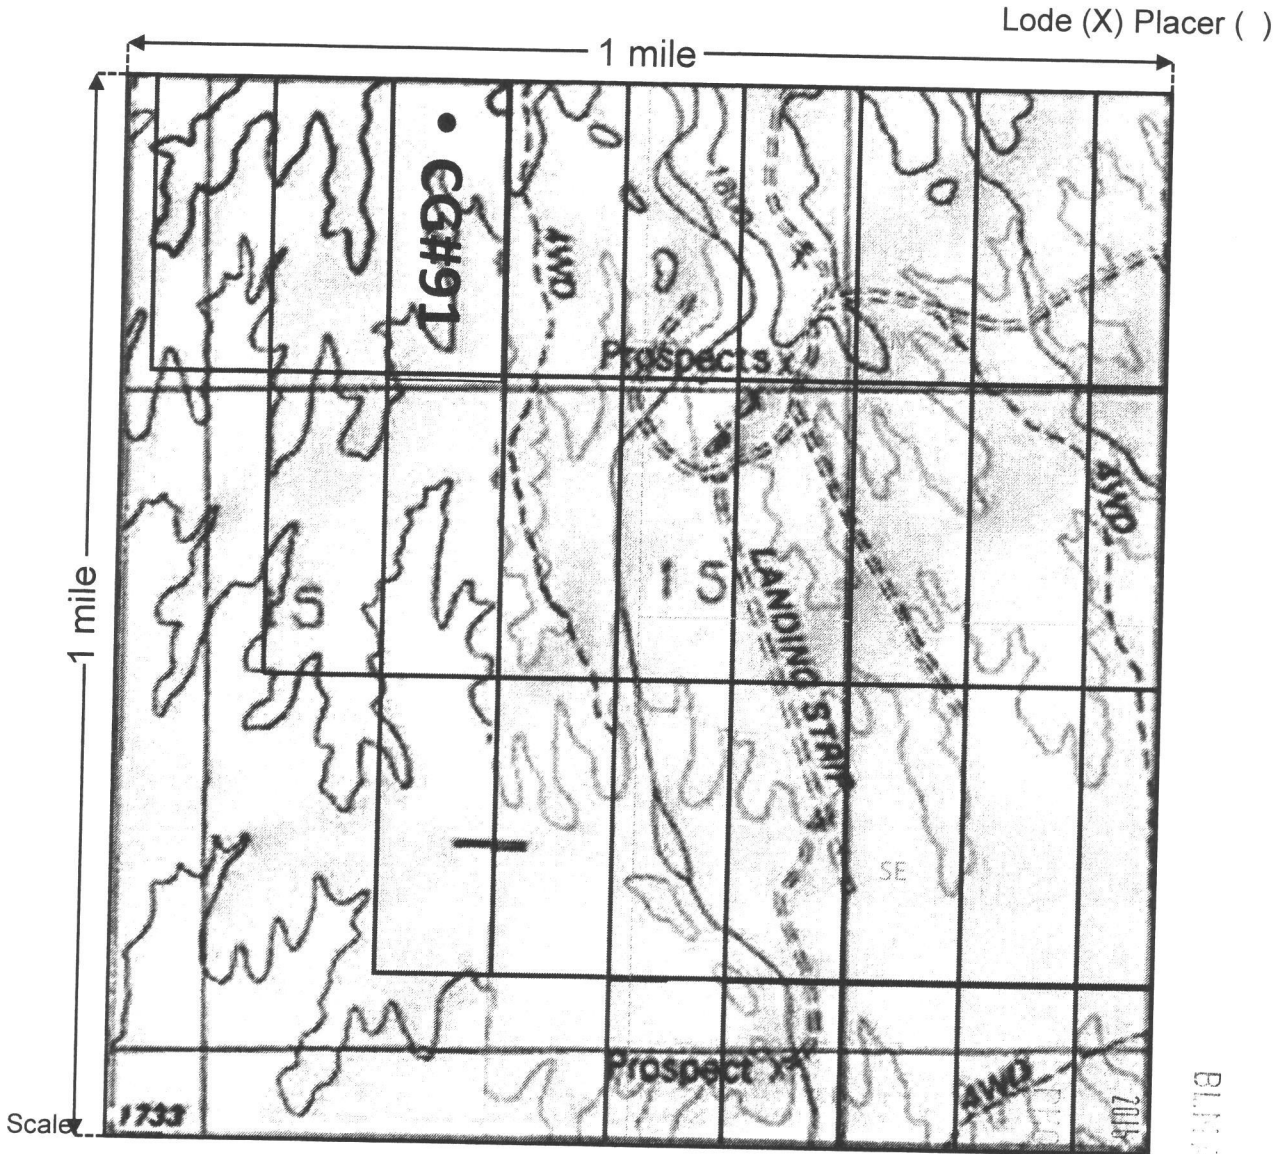 Lode (X) Placer ( )
1 mile
1 mile
• CG#91
1800
4WD
Prospects x
x
4WD
S
15
LANDING STRIP
SE
Prospect x
4WD
1733
Scale